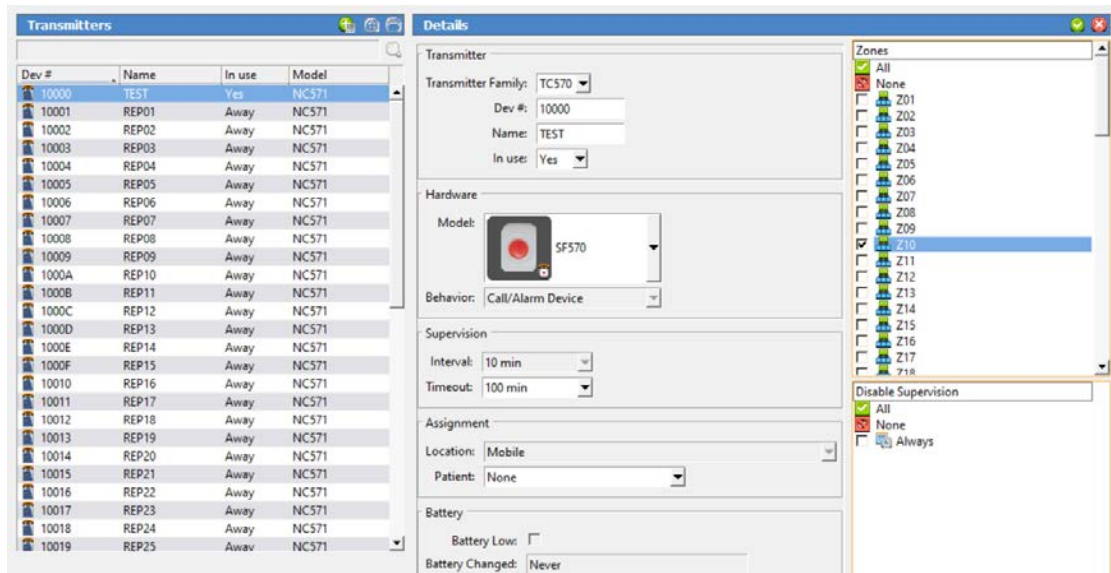 Transmitters
Dev # Name In use Model
10000 TEST Yes NC571
10001 REP01 Away NC571
10002 REP02 Away NC571
10003 REP03 Away NC571
10004 REP04 Away NC571
10005 REP05 Away NC571
10006 REP06 Away NC571
10007 REP07 Away NC571
10008 REP08 Away NC571
10009 REP09 Away NC571
1000A REP10 Away NC571
1000B REP11 Away NC571
1000C REP12 Away NC571
1000D REP13 Away NC571
1000E REP14 Away NC571
1000F REP15 Away NC571
10010 REP16 Away NC571
10011 REP17 Away NC571
10012 REP18 Away NC571
10013 REP19 Away NC571
10014 REP20 Away NC571
10015 REP21 Away NC571
10016 REP22 Away NC571
10017 REP23 Away NC571
10018 REP24 Away NC571
10019 REP25 Away NC571
Details
Transmitter
Transmitter Family: TC570
Dev #: 10000
Name: TEST
In use: Yes
Hardware
Model: SF570
Behavior: Call/Alarm Device
Supervision
Interval: 10 min
Timeout: 100 min
Assignment
Location: Mobile
Patient: None
Battery
Battery Low:
Battery Changed: Never
Zones
All
None
Z01
Z02
Z03
Z04
Z05
Z06
Z07
Z08
Z09
Z10
Z11
Z12
Z13
Z14
Z15
Z16
Z17
Z18
Disable Supervision
All
None
Always